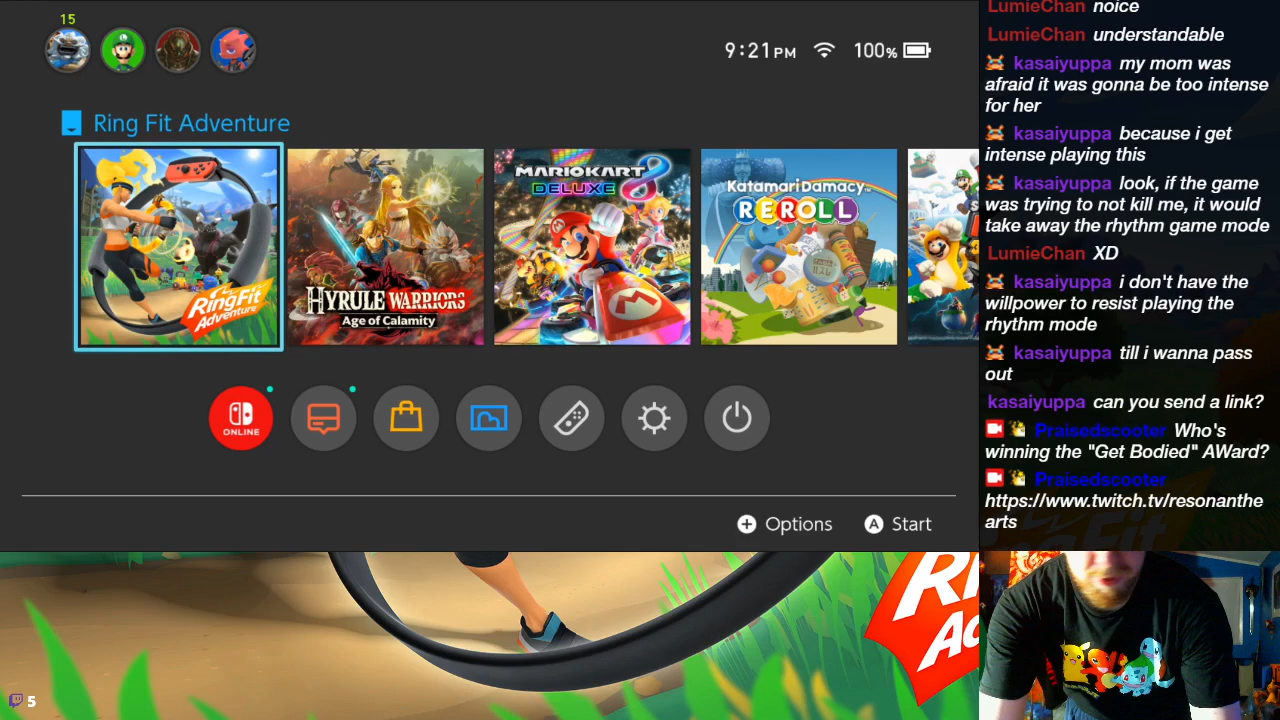 15
9:21PM
100%
Ring Fit Adventure
RingFit
Adventure
HYRULE WARRIORS
Age of Calamity
MARIOKART 8
DELUXE
KatamariDamacy™
REROLL
ONLINE
Options
A Start
5
LumieChan noice
LumieChan understandable
kasaiyuppa my mom was
afraid it was gonna be too intense
for her
kasaiyuppa because i get
intense playing this
kasaiyuppa look, if the game
was trying to not kill me, it would
take away the rhythm game mode
LumieChan XD
kasaiyuppa i don't have the
willpower to resist playing the
rhythm mode
kasaiyuppa till i wanna pass
out
kasaiyuppa can you send a link?
Praisedscooter Who's
winning the "Get Bodied" AWard?
Praisedscooter
https://www.twitch.tv/resonanthe
arts